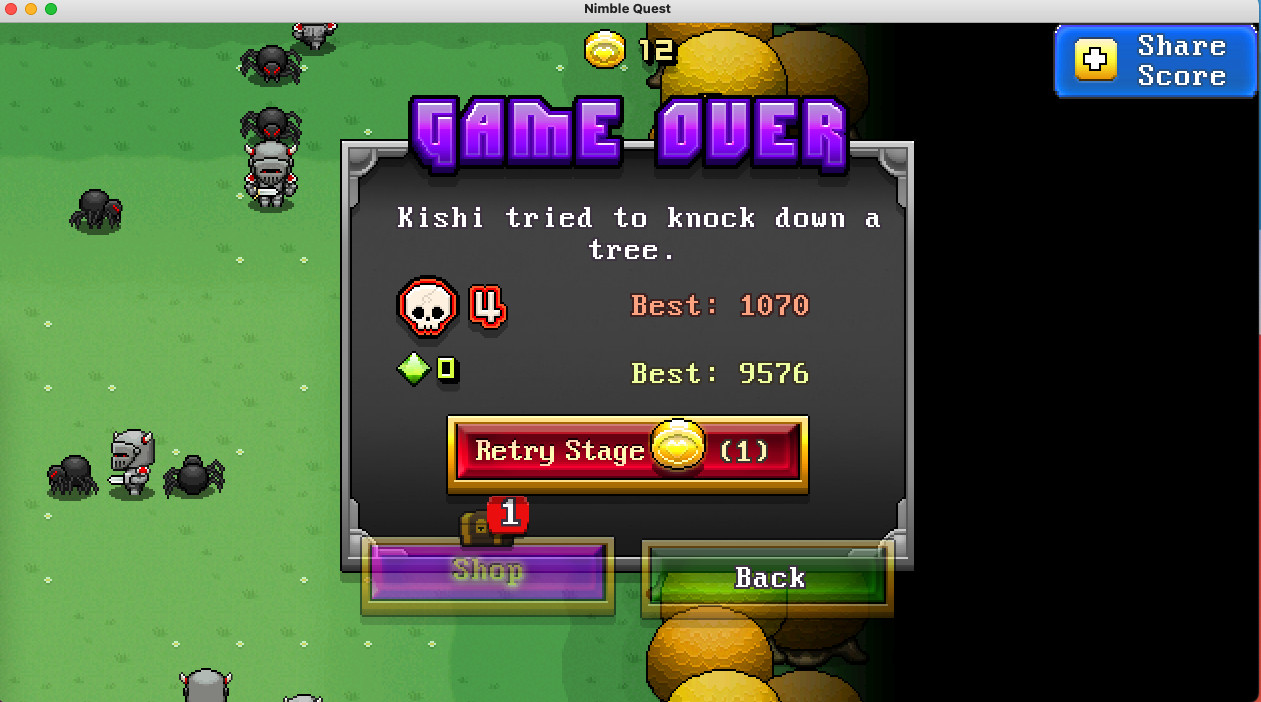 Nimble Quest
12
Share
Score
GAME OVER
Kishi tried to knock down a
tree.
4 Best: 1070
0 Best: 9576
Retry Stage (1)
1
Shop
Back